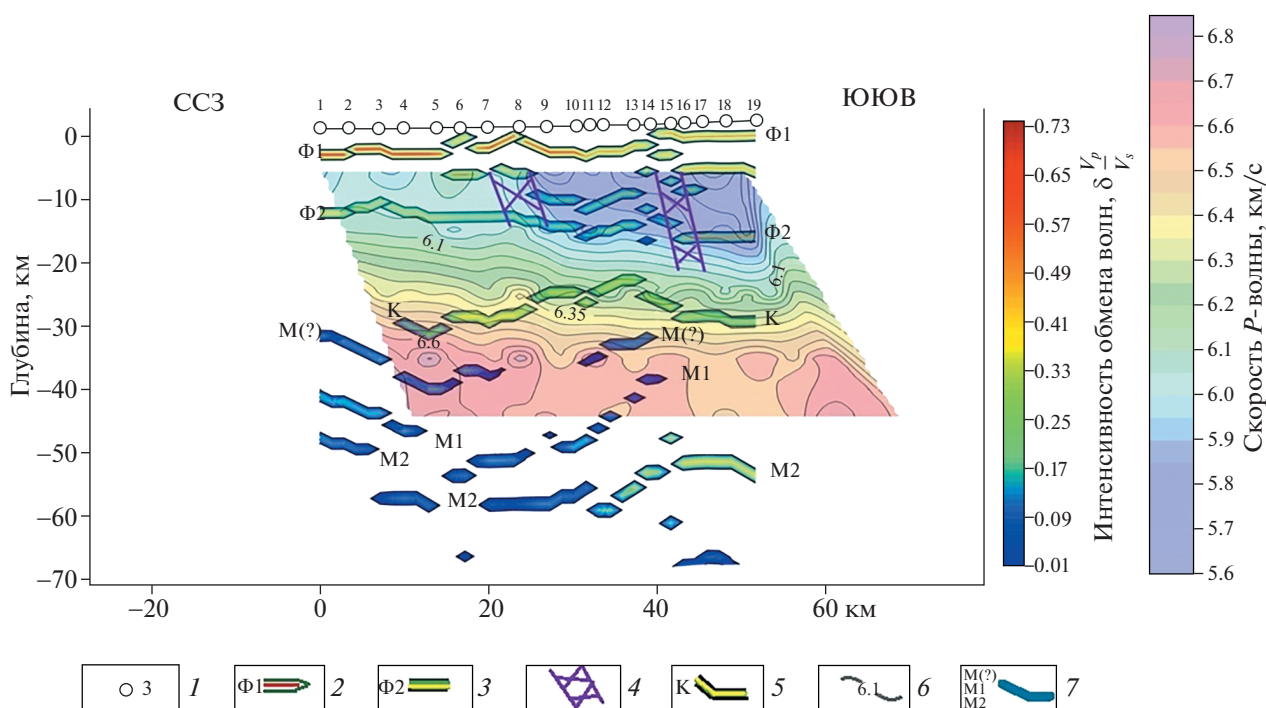 ССЗ
ЮЮВ
1 2 3 4 5 6 7 8 9 10 11 12 13 14 15 16 17 18 19
Глубина, км
0
−10
−20
−30
−40
−50
−60
−70
−20 0 20 40 60 км
Ф1
Ф1
Ф2
Ф2
6.1
6.1
6.35
К
К
6.6
М(?)
М(?)
М1
М1
М2
М2
М2
0.73
0.65
0.57
0.49
0.41
0.33
0.25
0.17
0.09
0.01
Интенсивность обмена волн, δ Vp/Vs
6.8
6.7
6.6
6.5
6.4
6.3
6.2
6.1
6.0
5.9
5.8
5.7
5.6
Скорость P-волны, км/с
3 1
Ф1 2
Ф2 3
4
К 5
6.1 6
М(?)
М1
М2 7